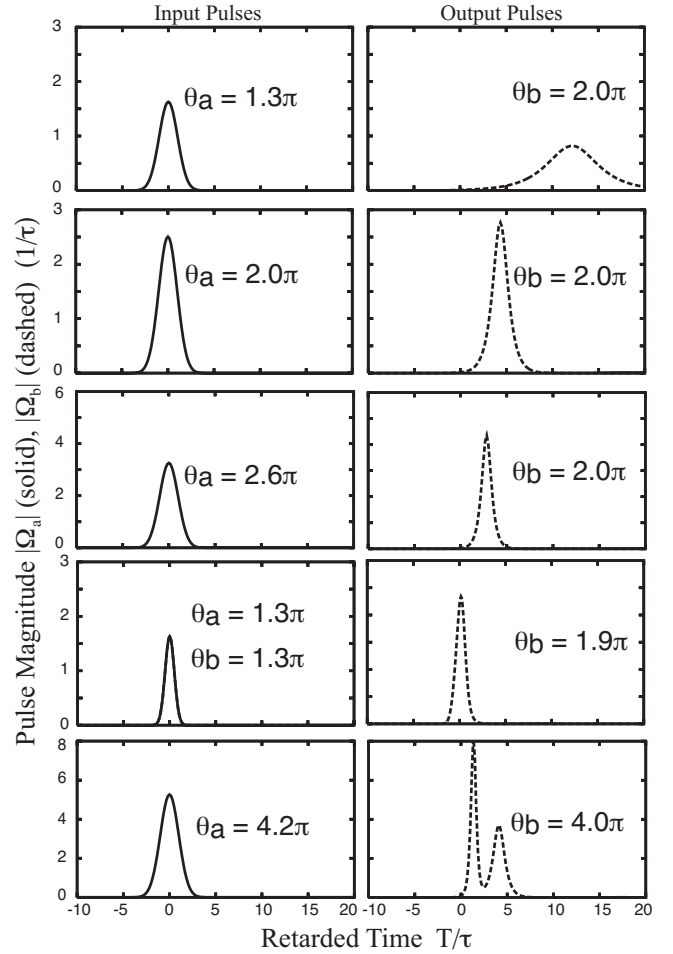 Input Pulses Output Pulses
3
2
1
0
θa = 1.3π
θb = 2.0π
3
2
1
0
θa = 2.0π
θb = 2.0π
6
4
2
0
θa = 2.6π
θb = 2.0π
3
2
1
0
θa = 1.3π
θb = 1.3π
θb = 1.9π
8
6
4
2
0
θa = 4.2π
θb = 4.0π
-10 -5 0 5 10 15 20 -10 -5 0 5 10 15 20
Retarded Time T/τ
Pulse Magnitude |Ωa| (solid), |Ωb| (dashed) (1/τ)